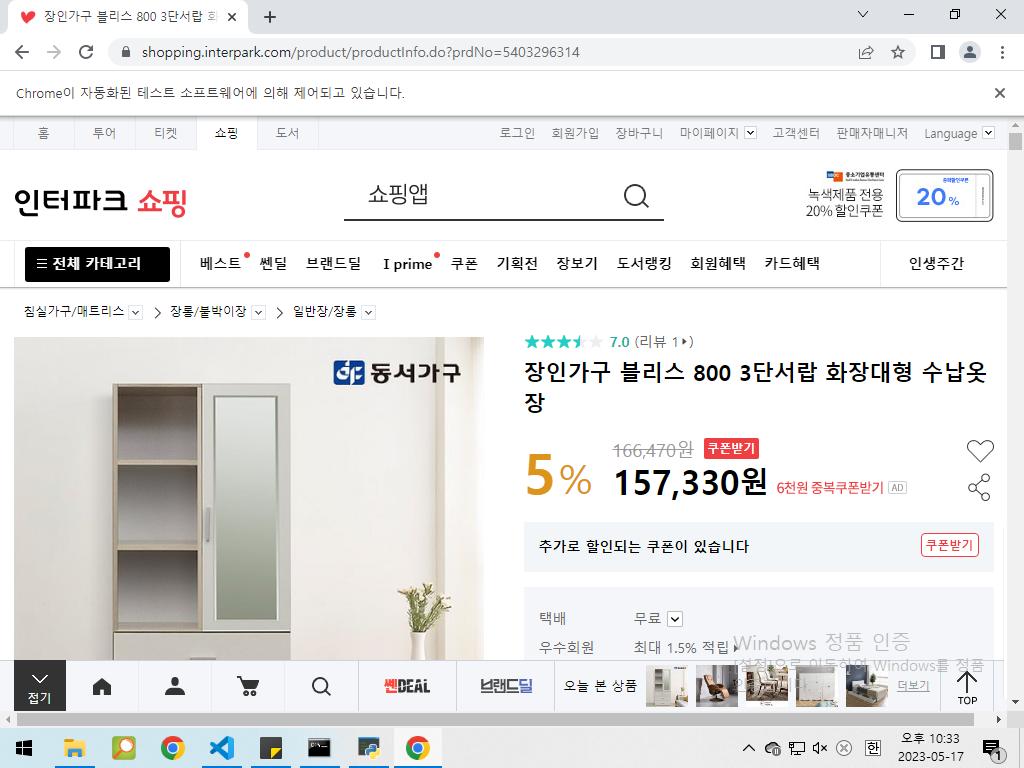 장인가구 블리스 800 3단서랍 화
shopping.interpark.com/product/productInfo.do?prdNo=5403296314
Chrome이 자동화된 테스트 소프트웨어에 의해 제어되고 있습니다.
홈 투어 티켓 쇼핑 도서 로그인 회원가입 장바구니 마이페이지 고객센터 판매자매니저 Language
인터파크 쇼핑
쇼핑앱
중소기업유통센터
녹색제품 전용
20% 할인쿠폰
중복할인쿠폰
20%
전체 카테고리 베스트 쎈딜 브랜드딜 I prime 쿠폰 기획전 장보기 도서랭킹 회원혜택 카드혜택 인생주간
침실가구/매트리스 장롱/붙박이장 일반장/장롱
동서가구
7.0 (리뷰 1)
장인가구 블리스 800 3단서랍 화장대형 수납옷
장
5% 166,470원 쿠폰받기
157,330원 6천원 중복쿠폰받기 AD
추가로 할인되는 쿠폰이 있습니다 쿠폰받기
택배 무료
우수회원 최대 1.5% 적립
Windows 정품 인증
[설정]으로 이동하여 Windows를 정품
접기 쎈DEAL 브랜드딜 오늘 본 상품 더보기 TOP
한
오후 10:33
2023-05-17
1